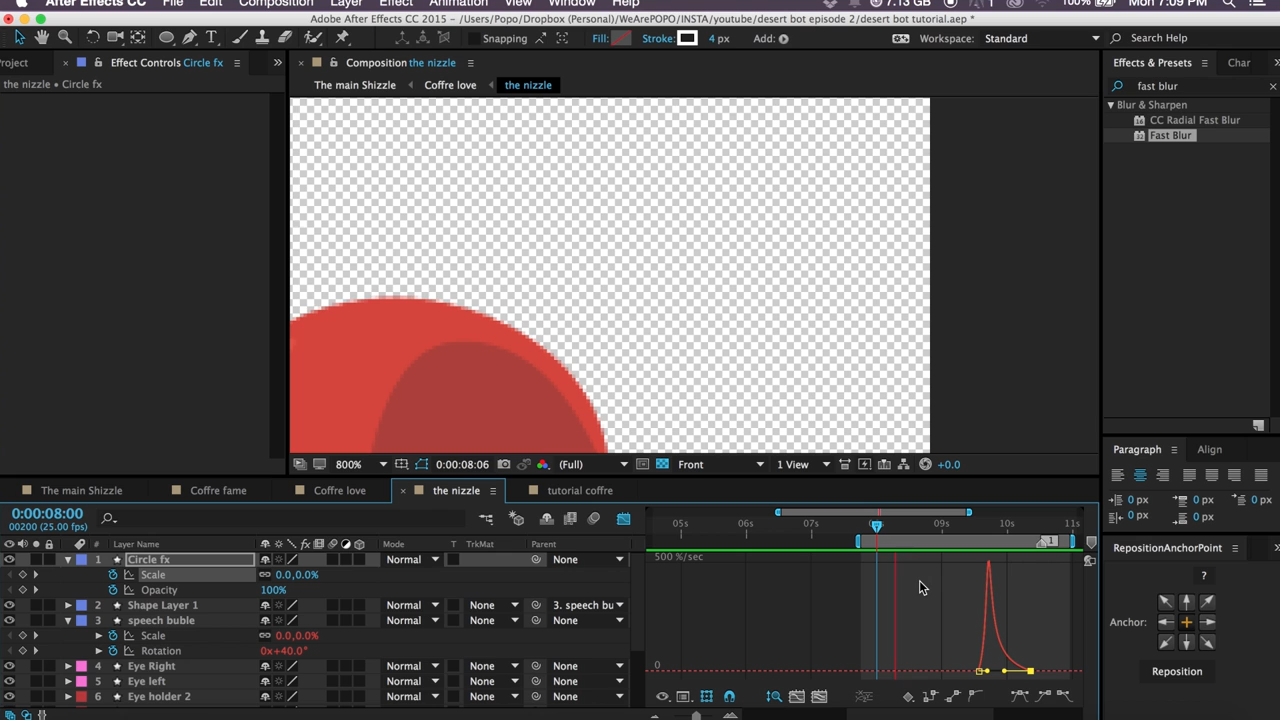 After Effects CC File Edit Composition Layer Effect Animation View Window Help 7.13 GB 1 100% Mon 7:09 PM
Adobe After Effects CC 2015 - /Users/Popo/Dropbox (Personal)/WeArePOPO/INSTA/youtube/desert bot episode 2/desert bot tutorial.aep *
Snapping Fill: Stroke: 4 px Add: Workspace: Standard Search Help
Project Effect Controls Circle fx Composition the nizzle Effects & Presets Char
the nizzle • Circle fx The main Shizzle Coffre love the nizzle fast blur
Blur & Sharpen
CC Radial Fast Blur
Fast Blur
Paragraph Align
800% 0:00:08:06 (Full) Front 1 View +0.0
The main Shizzle Coffre fame Coffre love the nizzle tutorial coffre
0 px 0 px 0 px
0 px 0 px
0:00:08:00
00200 (25.00 fps)
05s 06s 07s 09s 10s 11s
# Layer Name fx Mode T TrkMat Parent 1
RepositionAnchorPoint
1 Circle fx Normal None 500 %/sec
Scale 0.0,0.0%
?
Opacity 100%
2 Shape Layer 1 Normal None 3. speech bu
3 speech buble Normal None None
Anchor:
Scale 0.0,0.0%
Rotation 0x+40.0°
0
4 Eye Right Normal None None
Reposition
5 Eye left Normal None None
6 Eye holder 2 Normal None None